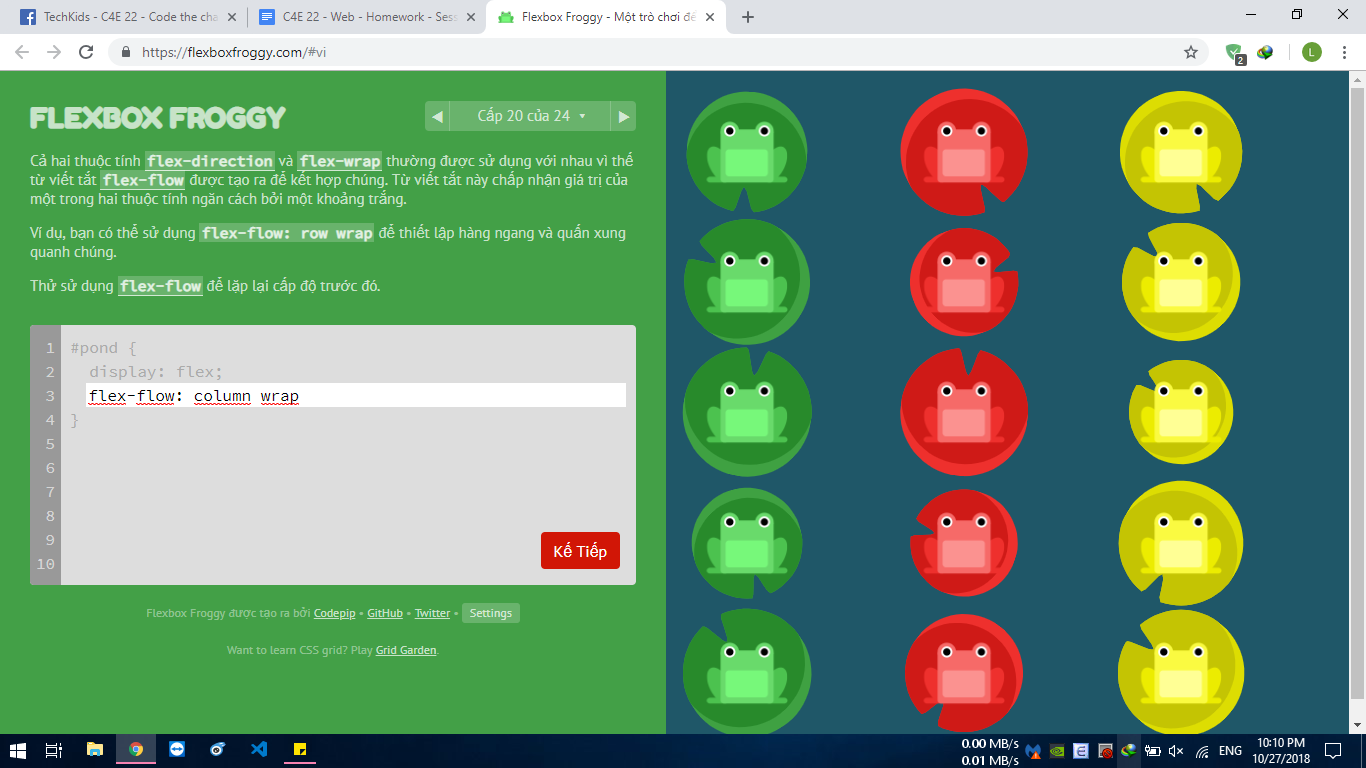 TechKids - C4E 22 - Code the cha
C4E 22 - Web - Homework - Sess
Flexbox Froggy - Một trò chơi để
https://flexboxfroggy.com/#vi
2
L
FLEXBOX FROGGY
Cấp 20 của 24
Cả hai thuộc tính flex-direction và flex-wrap thường được sử dụng với nhau vì thế
từ viết tắt flex-flow được tạo ra để kết hợp chúng. Từ viết tắt này chấp nhận giá trị của
một trong hai thuộc tính ngăn cách bởi một khoảng trắng.
Ví dụ, bạn có thể sử dụng flex-flow: row wrap để thiết lập hàng ngang và quấn xung
quanh chúng.
Thử sử dụng flex-flow để lặp lại cấp độ trước đó.
1 #pond {
2 display: flex;
3 flex-flow: column wrap
4 }
5
6
7
8
9
10
Kế Tiếp
Flexbox Froggy được tạo ra bởi Codepip • GitHub • Twitter • Settings
Want to learn CSS grid? Play Grid Garden.
0.00 MB/s
0.01 MB/s
ENG
10:10 PM
10/27/2018